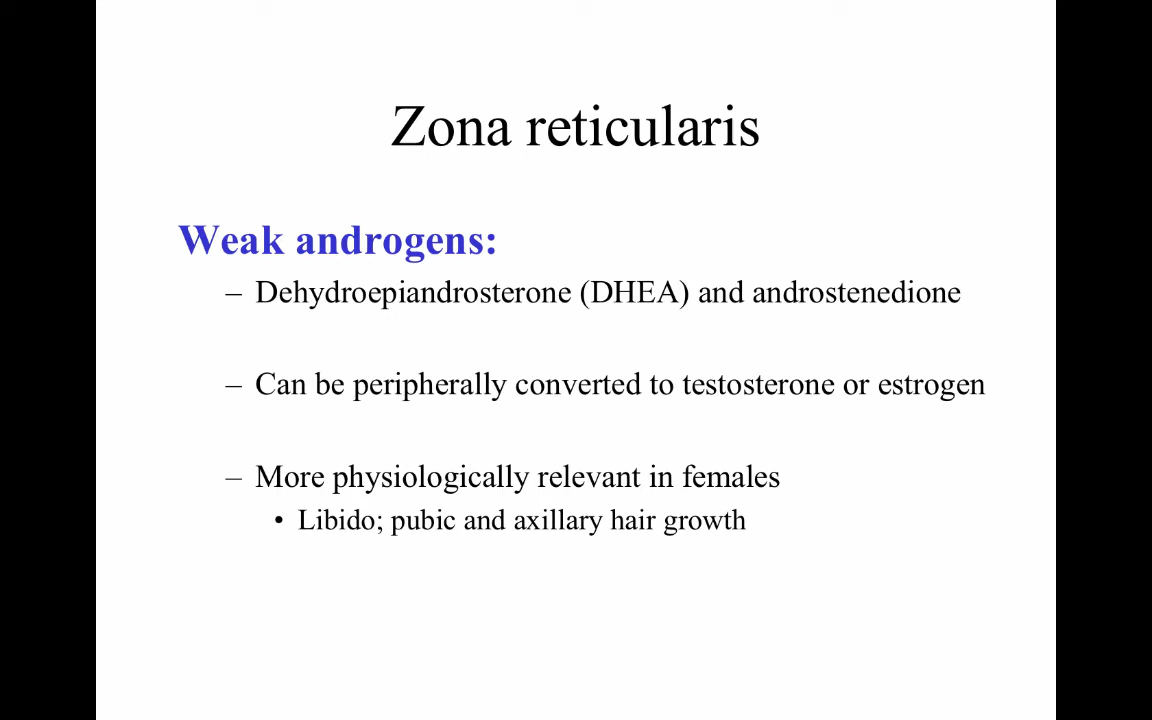 Zona reticularis
Weak androgens:
– Dehydroepiandrosterone (DHEA) and androstenedione
– Can be peripherally converted to testosterone or estrogen
– More physiologically relevant in females
• Libido; pubic and axillary hair growth